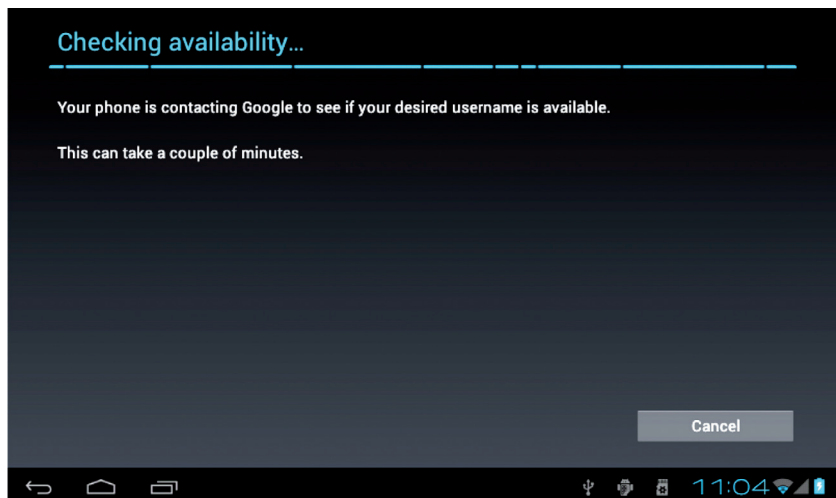 Checking availability...
Your phone is contacting Google to see if your desired username is available.
This can take a couple of minutes.
Cancel
11:04